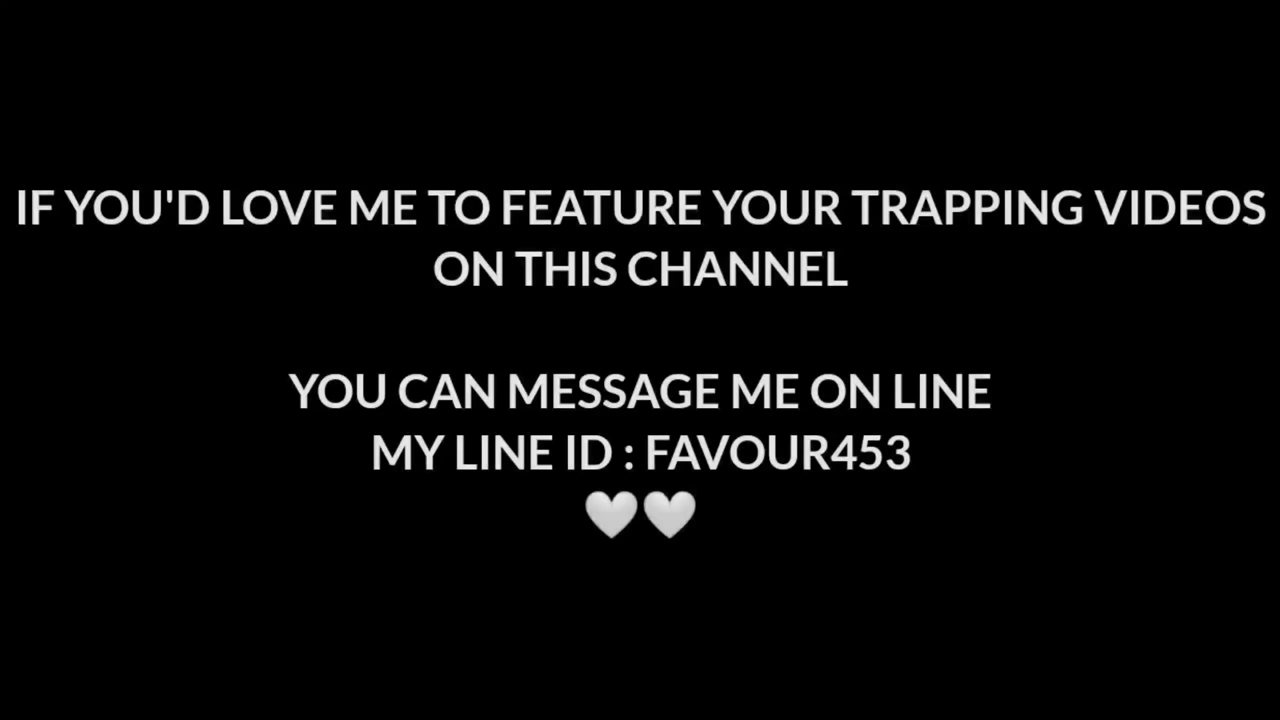 IF YOU'D LOVE ME TO FEATURE YOUR TRAPPING VIDEOS
ON THIS CHANNEL
YOU CAN MESSAGE ME ON LINE
MY LINE ID : FAVOUR453
🤍🤍